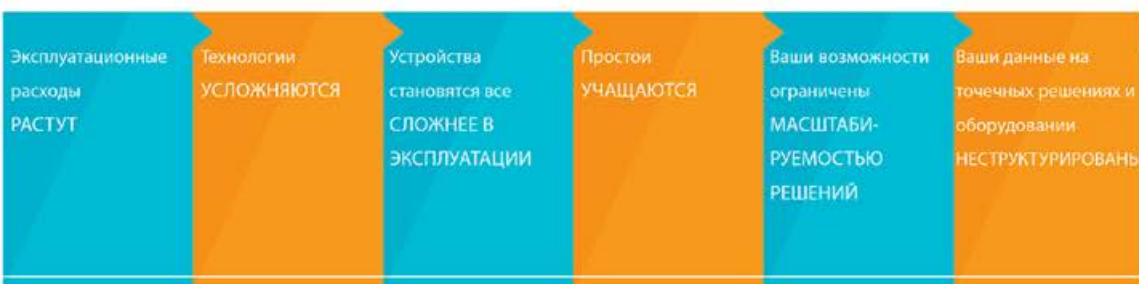 Эксплуатационные
расходы
РАСТУТ
Технологии
УСЛОЖНЯЮТСЯ
Устройства
становятся все
СЛОЖНЕЕ В
ЭКСПЛУАТАЦИИ
Простои
УЧАЩАЮТСЯ
Ваши возможности
ограничены
МАСШТАБИ-
РУЕМОСТЬЮ
РЕШЕНИЙ
Ваши данные на
точечных решениях и
оборудовании
НЕСТРУКТУРИРОВАНЫ